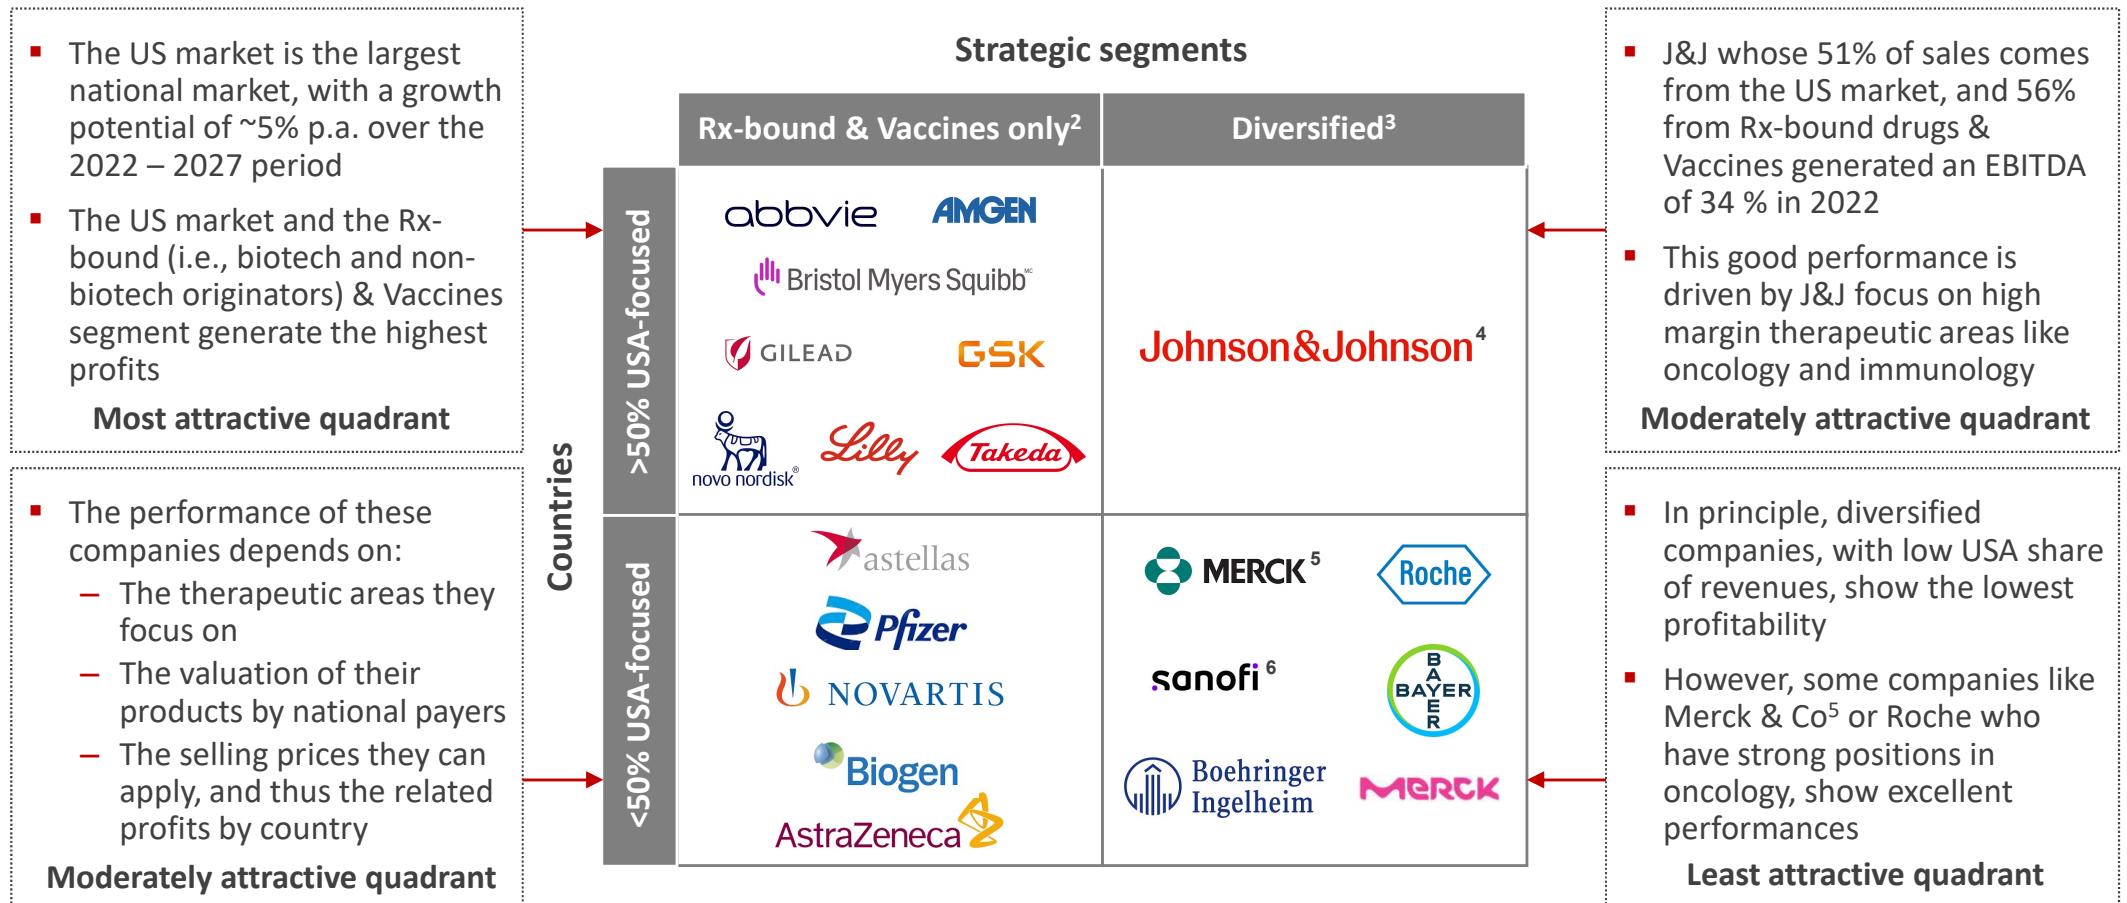 ▪ The US market is the largest
national market, with a growth
potential of ~5% p.a. over the
2022 – 2027 period
▪ The US market and the Rx-
bound (i.e., biotech and non-
biotech originators) & Vaccines
segment generate the highest
profits
Most attractive quadrant
▪ The performance of these
companies depends on:
– The therapeutic areas they
focus on
– The valuation of their
products by national payers
– The selling prices they can
apply, and thus the related
profits by country
Moderately attractive quadrant
Strategic segments
Rx-bound & Vaccines only²
Diversified³
Countries
>50% USA-focused
abbvie
AMGEN
Bristol Myers Squibb MC
GILEAD
GSK
novo nordisk®
Lilly
Takeda
Johnson&Johnson⁴
<50% USA-focused
astellas
Pfizer
NOVARTIS
Biogen
AstraZeneca
MERCK⁵
Roche
sanofi⁶
BAYER
BAYER
Boehringer
Ingelheim
MERCK
▪ J&J whose 51% of sales comes
from the US market, and 56%
from Rx-bound drugs &
Vaccines generated an EBITDA
of 34 % in 2022
▪ This good performance is
driven by J&J focus on high
margin therapeutic areas like
oncology and immunology
Moderately attractive quadrant
▪ In principle, diversified
companies, with low USA share
of revenues, show the lowest
profitability
▪ However, some companies like
Merck & Co⁵ or Roche who
have strong positions in
oncology, show excellent
performances
Least attractive quadrant